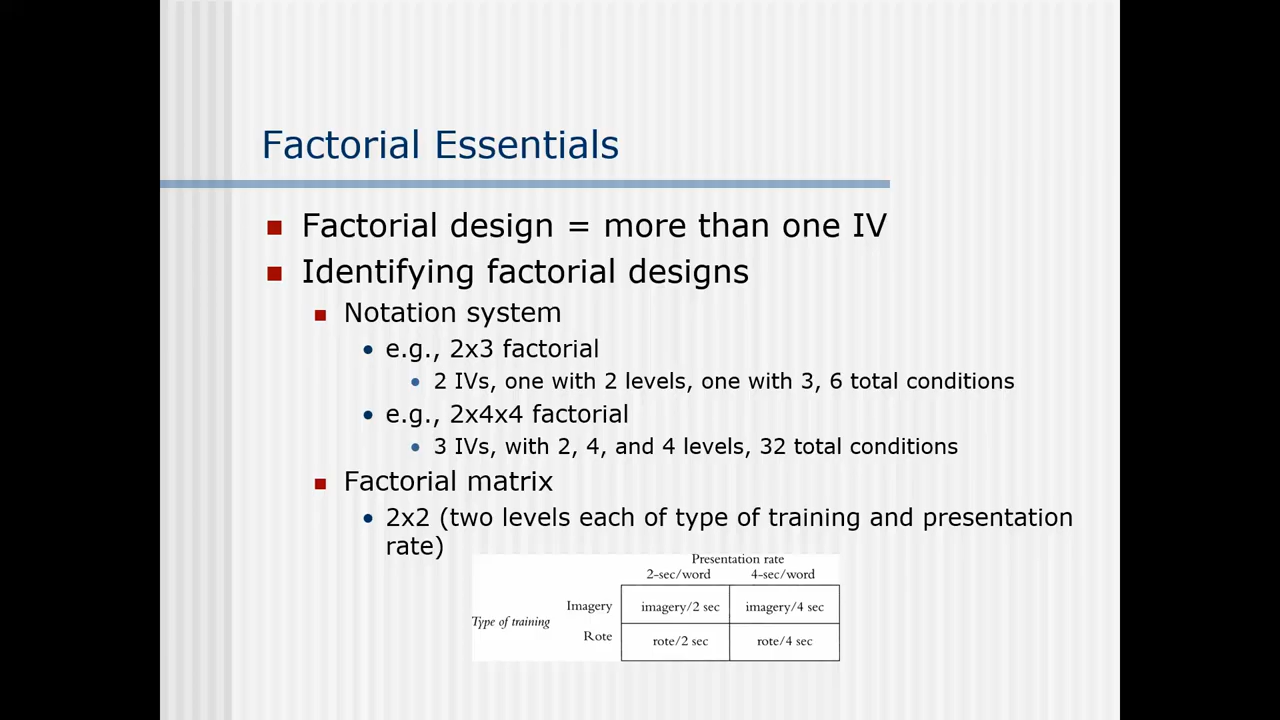 Factorial Essentials
Factorial design = more than one IV
Identifying factorial designs
Notation system
e.g., 2x3 factorial
2 IVs, one with 2 levels, one with 3, 6 total conditions
e.g., 2x4x4 factorial
3 IVs, with 2, 4, and 4 levels, 32 total conditions
Factorial matrix
2x2 (two levels each of type of training and presentation
rate)
Presentation rate
2-sec/word 4-sec/word
Imagery imagery/2 sec imagery/4 sec
Type of training
Rote rote/2 sec rote/4 sec